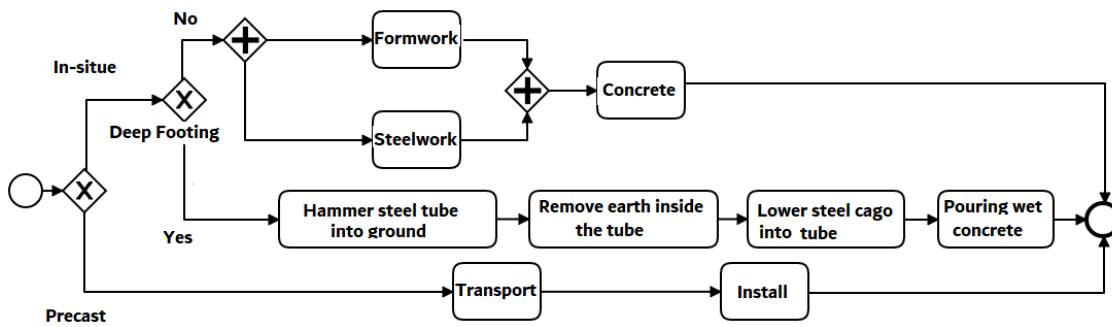 No
Formwork
In-situe
X
Concrete
Deep Footing
Steelwork
X
Hammer steel tube
into ground
Remove earth inside
the tube
Lower steel cago
into tube
Pouring wet
concrete
Yes
Transport
Install
Precast